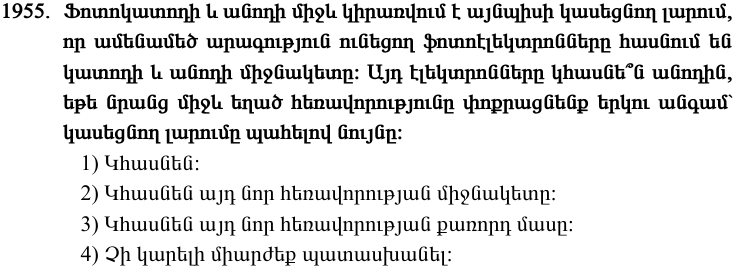 1955. Ֆոտոկատոդի և անոդի միջև կիրառվում է այնպիսի կասեցնող լարում,
որ ամենամեծ արագություն ունեցող ֆոտոէլեկտրոնները հասնում են
կատոդի և անոդի միջնակետը: Այդ էլեկտրոնները կհասնե՞ն անոդին,
եթե նրանց միջև եղած հեռավորությունը փոքրացնենք երկու անգամ՝
կասեցնող լարումը պահելով նույնը:
1) Կհասնեն:
2) Կհասնեն այդ նոր հեռավորության միջնակետը:
3) Կհասնեն այդ նոր հեռավորության քառորդ մասը:
4) Չի կարելի միարժեք պատասխանել: